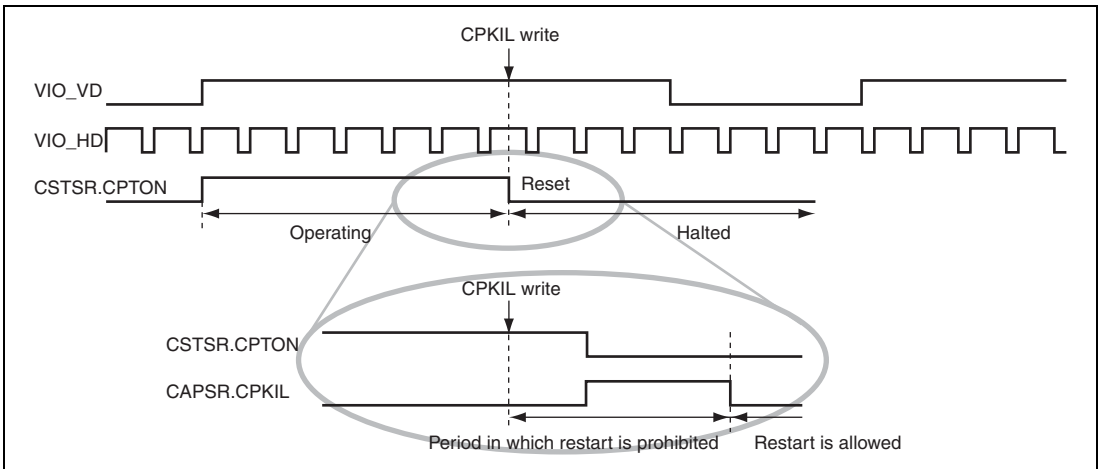 CPKIL write
VIO_VD
VIO_HD
CSTSR.CPTON
Reset
Operating
Halted
CPKIL write
CSTSR.CPTON
CAPSR.CPKIL
Period in which restart is prohibited
Restart is allowed